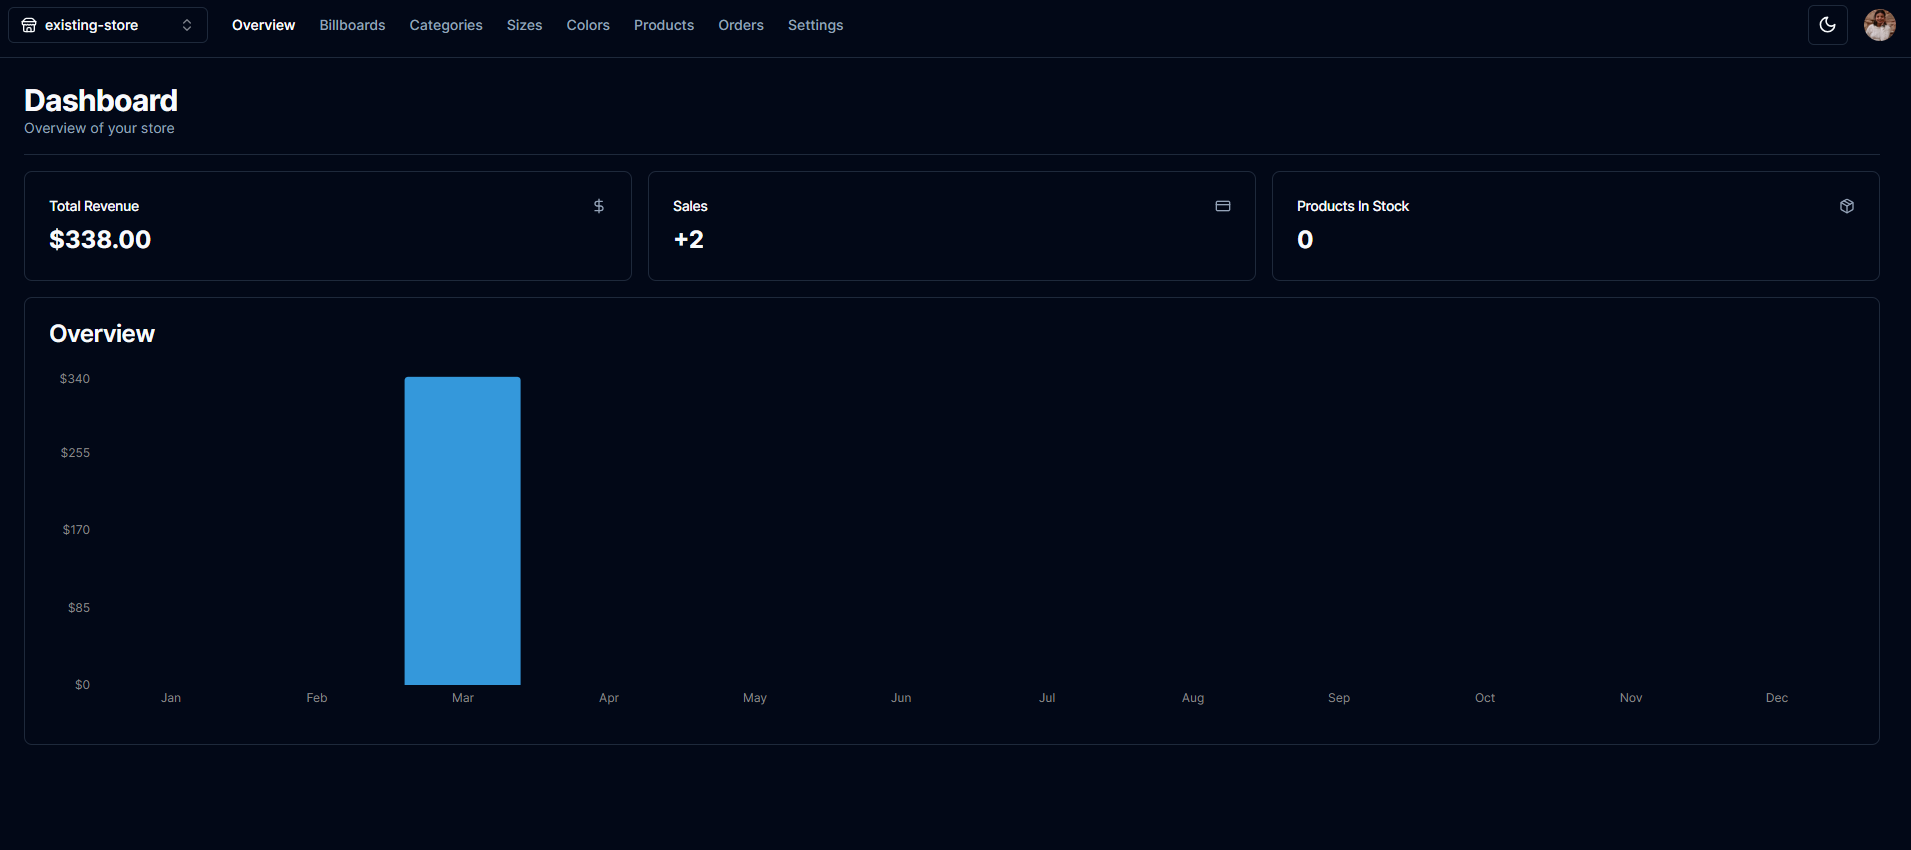 existing-store Overview Billboards Categories Sizes Colors Products Orders Settings
Dashboard
Overview of your store
Total Revenue
$338.00
Sales
+2
Products In Stock
0
Overview
$340
$255
$170
$85
$0
Jan Feb Mar Apr May Jun Jul Aug Sep Oct Nov Dec